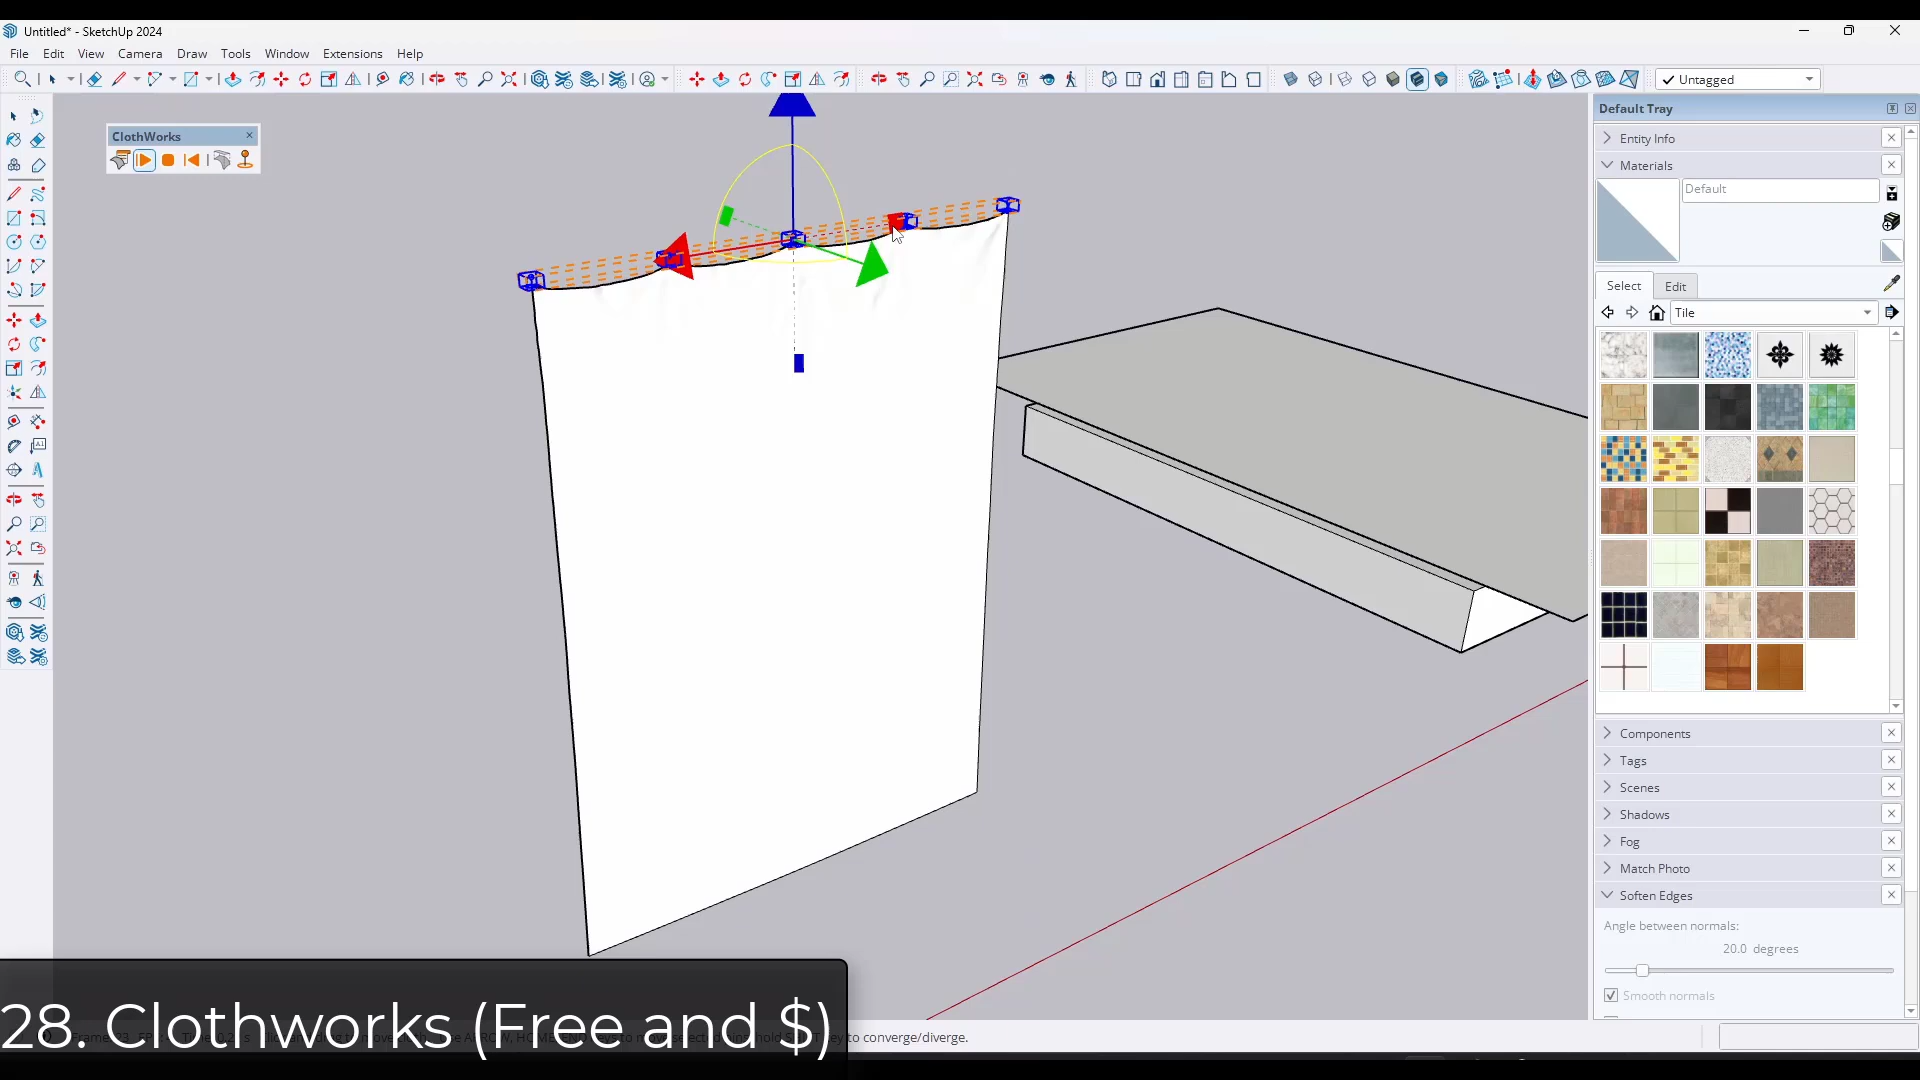 Untitled* - SketchUp 2024
File Edit View Camera Draw Tools Window Extensions Help
Untagged
ClothWorks
Default Tray
Entity Info
Materials
Default
Select Edit
Tile
Components
Tags
Scenes
Shadows
Fog
Match Photo
Soften Edges
Angle between normals:
20.0 degrees
Smooth normals
28. Clothworks (Free and $)
to converge/diverge.